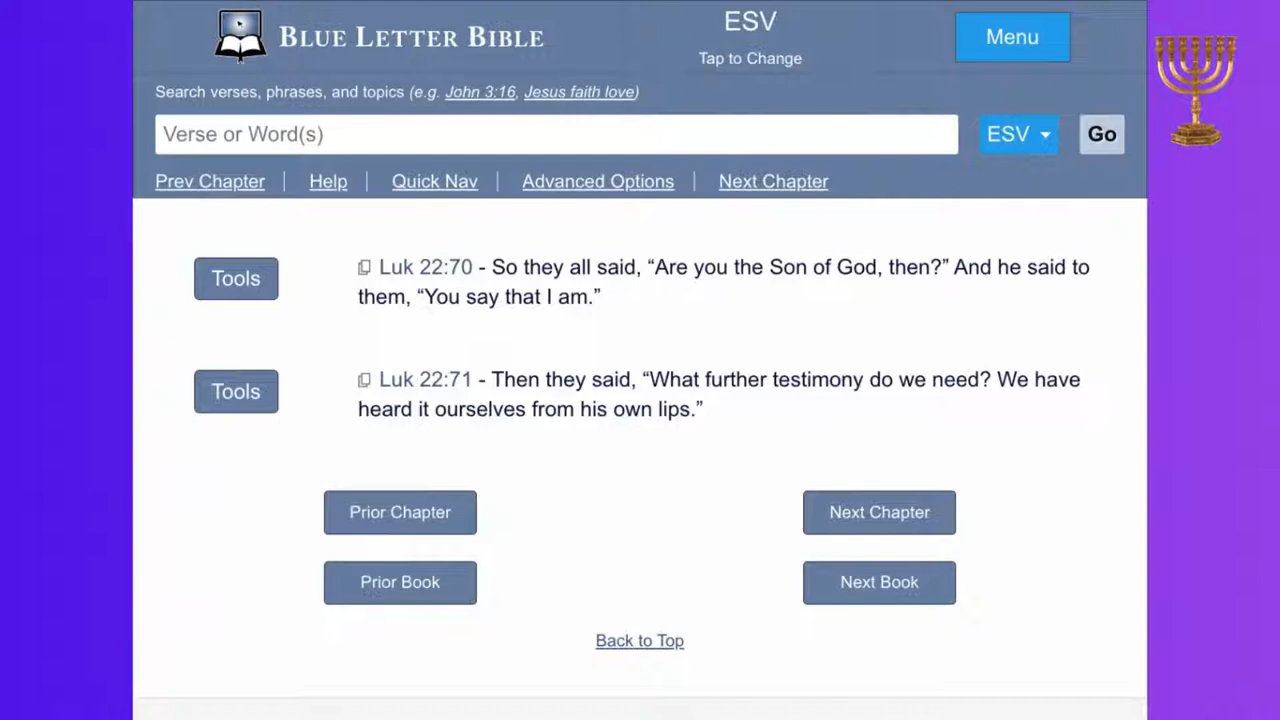 BLUE LETTER BIBLE
ESV
Tap to Change
Menu
Search verses, phrases, and topics (e.g. John 3:16, Jesus faith love)
Verse or Word(s)
ESV
Go
Prev Chapter | Help | Quick Nav | Advanced Options | Next Chapter
Tools
Luk 22:70 - So they all said, “Are you the Son of God, then?” And he said to
them, “You say that I am.”
Tools
Luk 22:71 - Then they said, “What further testimony do we need? We have
heard it ourselves from his own lips.”
Prior Chapter
Next Chapter
Prior Book
Next Book
Back to Top